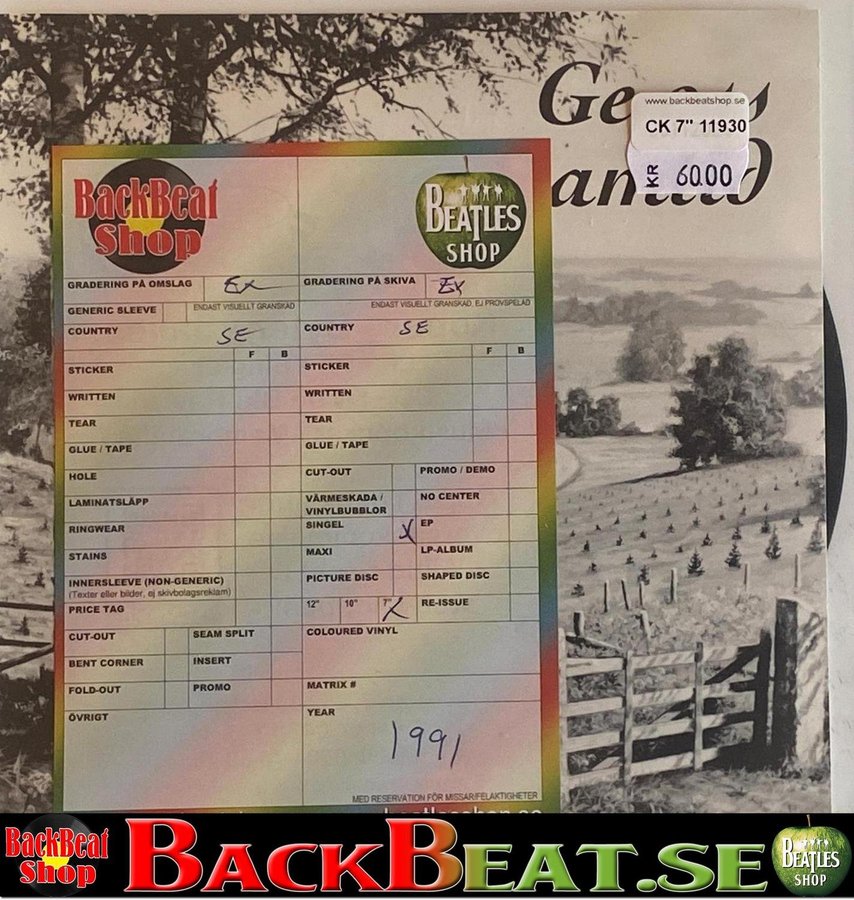 Ge oss
www.backbeatshop.se
CK 7" 11930
KR 60.00
BackBeat
Shop
BEATLES
SHOP
GRADERING PÅ OMSLAG Ex
GRADERING PÅ SKIVA Ex
GENERIC SLEEVE
ENDAST VISUELLT GRANSKAD
ENDAST VISUELLT GRANSKAD, EJ PROVSPELAD
COUNTRY SE
COUNTRY SE
F B
F B
STICKER
STICKER
WRITTEN
WRITTEN
TEAR
TEAR
GLUE / TAPE
GLUE / TAPE
HOLE
CUT-OUT
PROMO / DEMO
LAMINATSLÄPP
VÄRMESKADA /
VINYLBUBBLOR
NO CENTER
RINGWEAR
SINGEL X
EP
STAINS
MAXI
LP-ALBUM
INNERSLEEVE (NON-GENERIC)
(Texter eller bilder, ej skivbolagsreklam)
PICTURE DISC
SHAPED DISC
PRICE TAG
12" 10" 7" X
RE-ISSUE
CUT-OUT
SEAM SPLIT
COLOURED VINYL
BENT CORNER
INSERT
FOLD-OUT
PROMO
MATRIX #
ÖVRIGT
YEAR
1991
MED RESERVATION FÖR MISSAR/FELAKTIGHETER
BackBeat
Shop
BACKBEAT.SE
BEATLES
SHOP